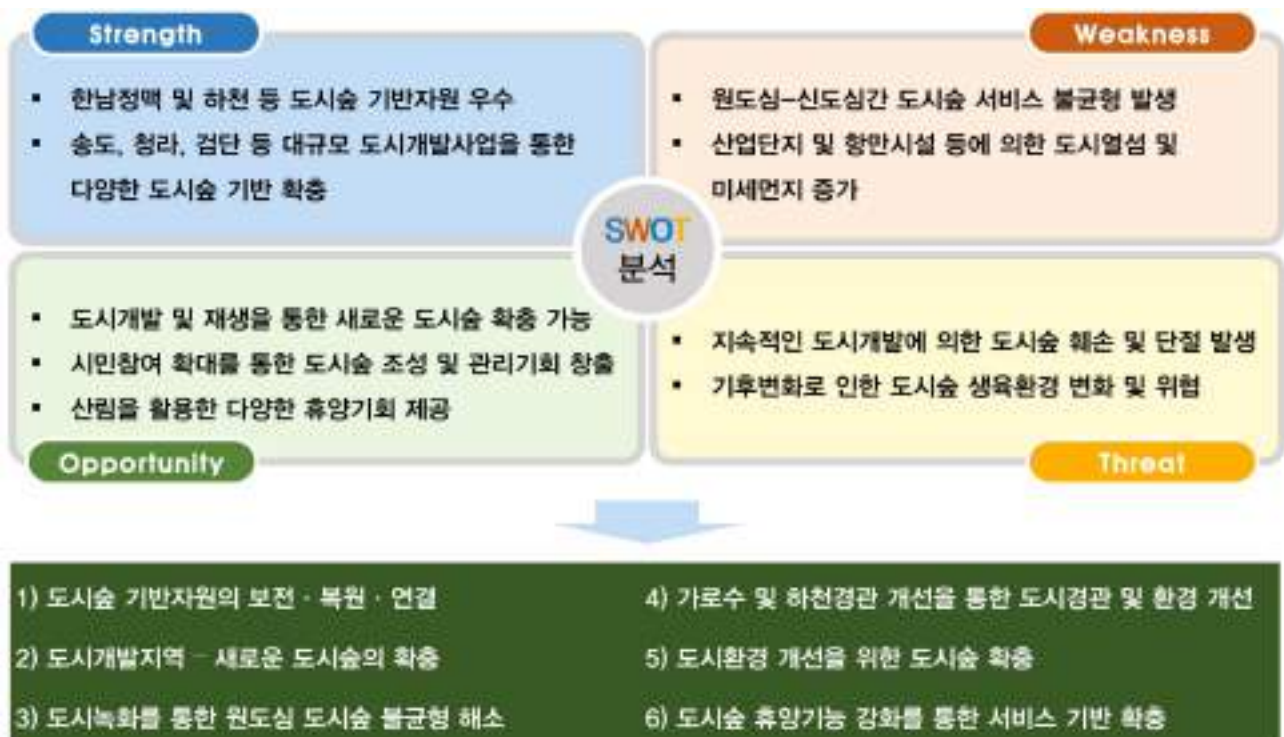 Strength
▪ 한남정맥 및 하천 등 도시숲 기반자원 우수
▪ 송도, 청라, 검단 등 대규모 도시개발사업을 통한
다양한 도시숲 기반 확충
Weakness
▪ 원도심-신도심간 도시숲 서비스 불균형 발생
▪ 산업단지 및 항만시설 등에 의한 도시열섬 및
미세먼지 증가
SWOT
분석
▪ 도시개발 및 재생을 통한 새로운 도시숲 확충 가능
▪ 시민참여 확대를 통한 도시숲 조성 및 관리기회 창출
▪ 산림을 활용한 다양한 휴양기회 제공
Opportunity
▪ 지속적인 도시개발에 의한 도시숲 훼손 및 단절 발생
▪ 기후변화로 인한 도시숲 생육환경 변화 및 위협
Threat
1) 도시숲 기반자원의 보전 · 복원 · 연결
2) 도시개발지역 – 새로운 도시숲의 확충
3) 도시녹화를 통한 원도심 도시숲 불균형 해소
4) 가로수 및 하천경관 개선을 통한 도시경관 및 환경 개선
5) 도시환경 개선을 위한 도시숲 확충
6) 도시숲 휴양기능 강화를 통한 서비스 기반 확충